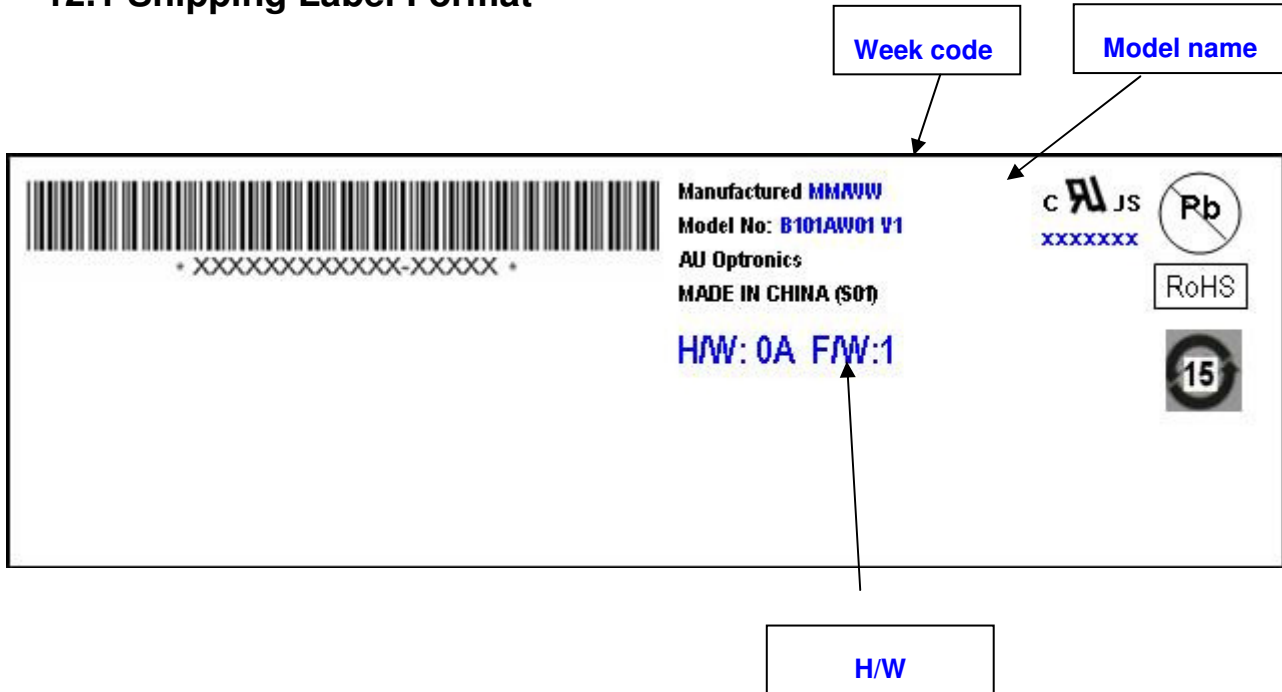 12.1 Shipping Label Format
Week code
Model name
Manufactured MM/WW
Model No: B101AW01 V1
AU Optronics
MADE IN CHINA (S01)
H/W: 0A F/W:1
* XXXXXXXXXXXX-XXXXX *
c RU US
XXXXXXX
Pb
RoHS
15
H/W